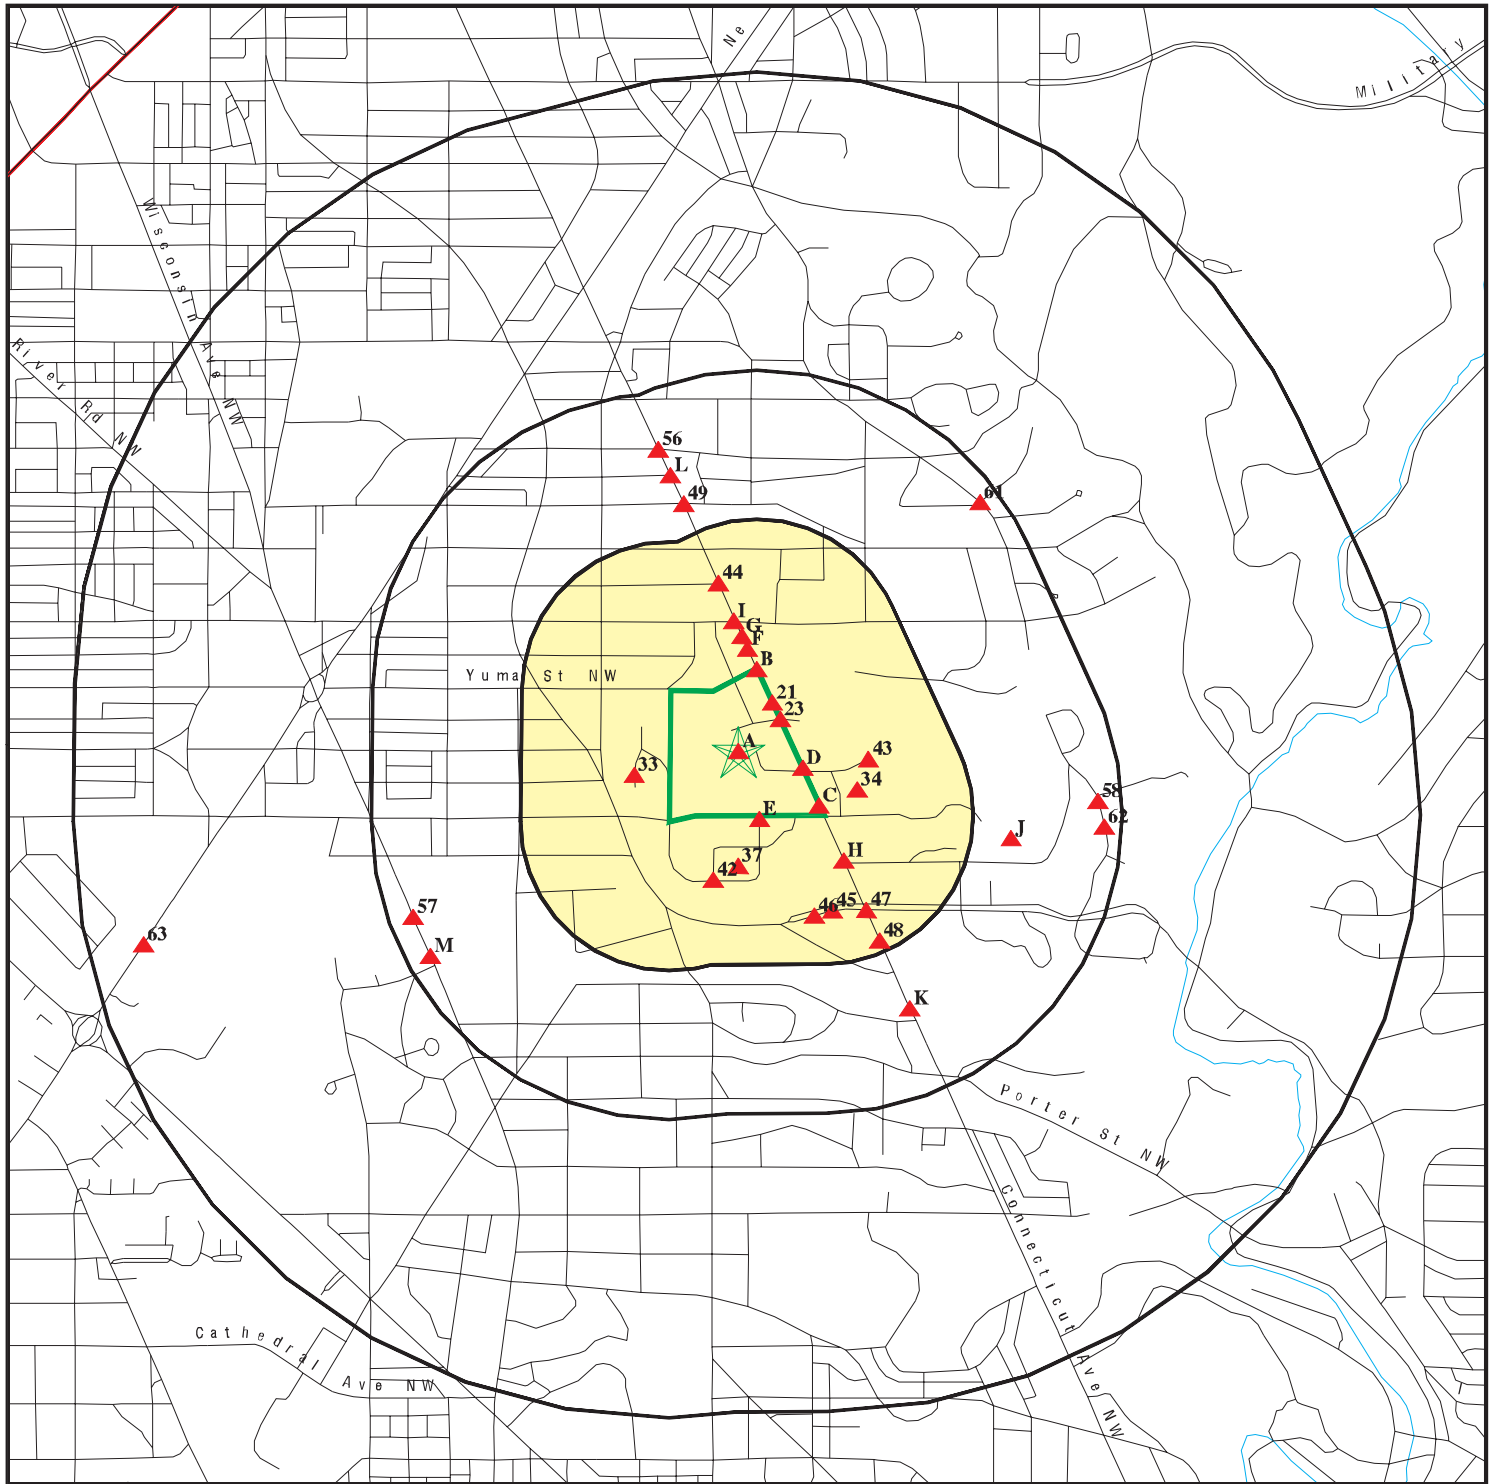 Ne
Military
Wisconsin Ave NW
River Rd NW
56
L
49
61
44
I
G
F
B
Yuma St NW
21
23
A
43
D
33
34
58
C
E
62
J
H
37
42
45
46
47
57
48
63
M
K
Porter St NW
Connecticut Ave NW
Cathedral Ave NW